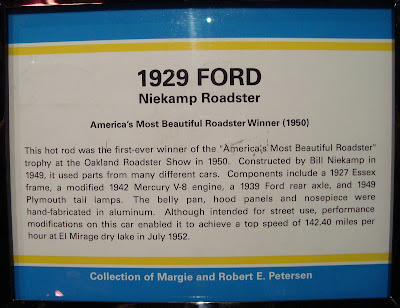 1929 FORD
Niekamp Roadster
America's Most Beautiful Roadster Winner (1950)
This hot rod was the first-ever winner of the "America's Most Beautiful Roadster"
trophy at the Oakland Roadster Show in 1950. Constructed by Bill Niekamp in
1949, it used parts from many different cars. Components include a 1927 Essex
frame, a modified 1942 Mercury V-8 engine, a 1939 Ford rear axle, and 1949
Plymouth tail lamps. The belly pan, hood panels and nosepiece were
hand-fabricated in aluminum. Although intended for street use, performance
modifications on this car enabled it to achieve a top speed of 142.40 miles per
hour at El Mirage dry lake in July 1952.
Collection of Margie and Robert E. Petersen